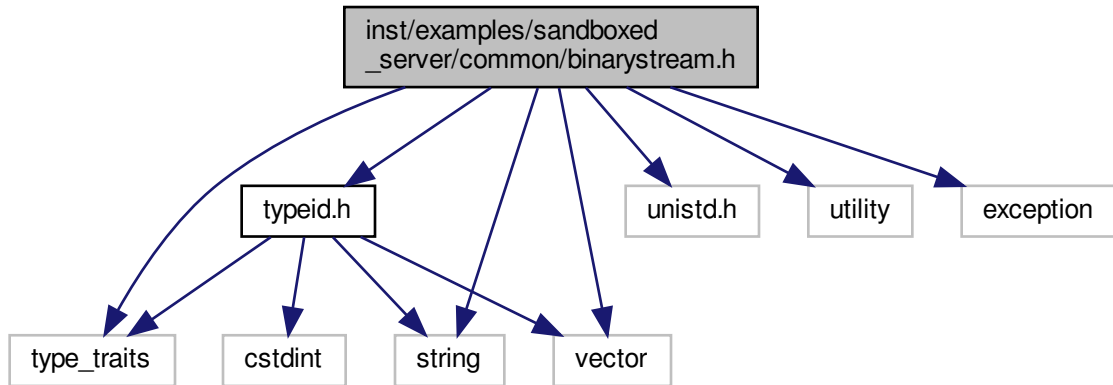 inst/examples/sandboxed
_server/common/binarystream.h
typeid.h
unistd.h
utility
exception
type_traits
cstdint
string
vector